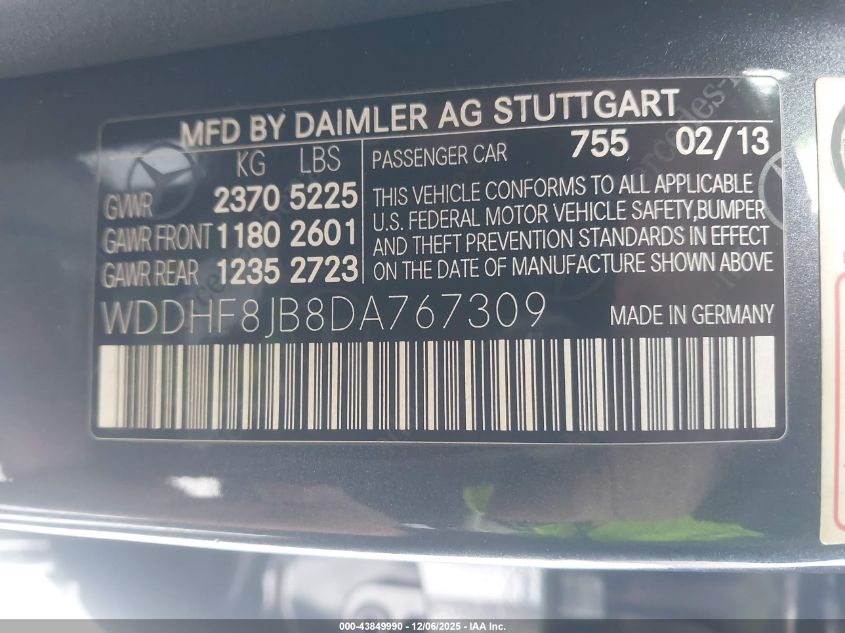 MFD BY DAIMLER AG STUTTGART
KG LBS
GVWR 2370 5225
GAWR FRONT 1180 2601
GAWR REAR 1235 2723
PASSENGER CAR 755 02/13
THIS VEHICLE CONFORMS TO ALL APPLICABLE
U.S. FEDERAL MOTOR VEHICLE SAFETY,BUMPER
AND THEFT PREVENTION STANDARDS IN EFFECT
ON THE DATE OF MANUFACTURE SHOWN ABOVE
WDDHF8JB8DA767309 MADE IN GERMANY
000-43849990 - 12/06/2025 - IAA Inc.